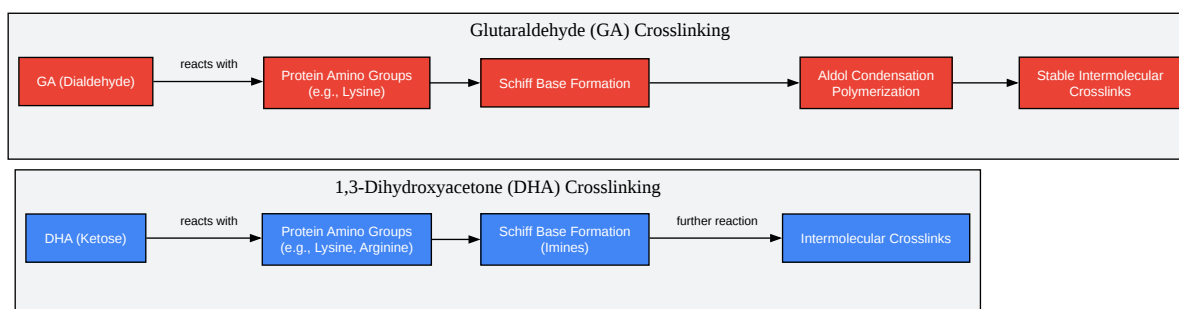 Glutaraldehyde (GA) Crosslinking
GA (Dialdehyde)
reacts with
Protein Amino Groups
(e.g., Lysine)
Schiff Base Formation
Aldol Condensation
Polymerization
Stable Intermolecular
Crosslinks
1,3-Dihydroxyacetone (DHA) Crosslinking
DHA (Ketose)
reacts with
Protein Amino Groups
(e.g., Lysine, Arginine)
Schiff Base Formation
(Imines)
further reaction
Intermolecular Crosslinks